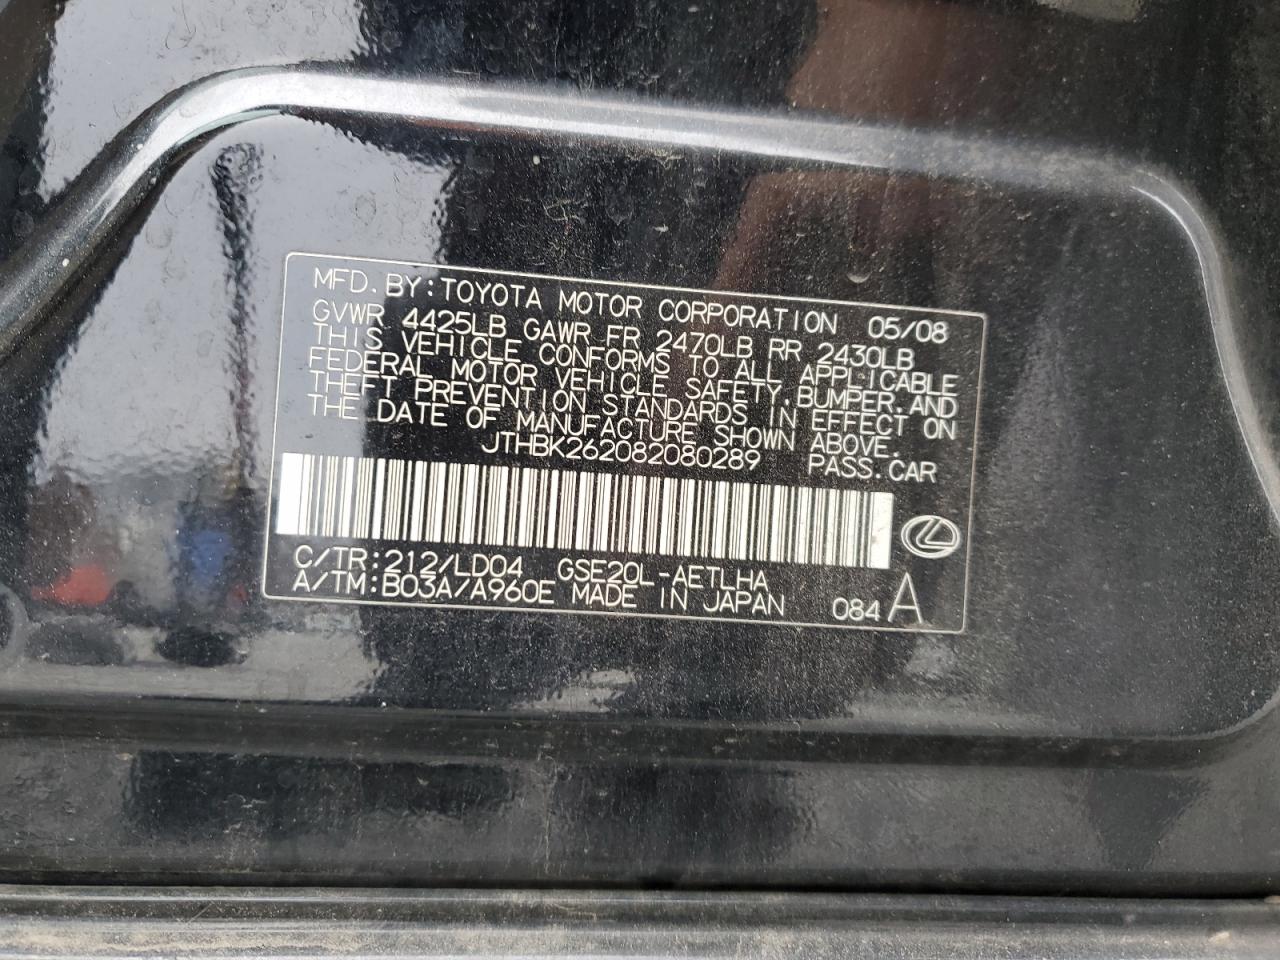 MFD. BY: TOYOTA MOTOR CORPORATION 05/08
GVWR 4425LB GAWR FR 2470LB RR 2430LB
THIS VEHICLE CONFORMS TO ALL APPLICABLE
FEDERAL MOTOR VEHICLE SAFETY, BUMPER, AND
THEFT PREVENTION STANDARDS IN EFFECT ON
THE DATE OF MANUFACTURE SHOWN ABOVE.
JTHBK262082080289 PASS. CAR
C/TR: 212/LD04 GSE20L-AETLHA
A/TM: B03A/A960E MADE IN JAPAN 084 A